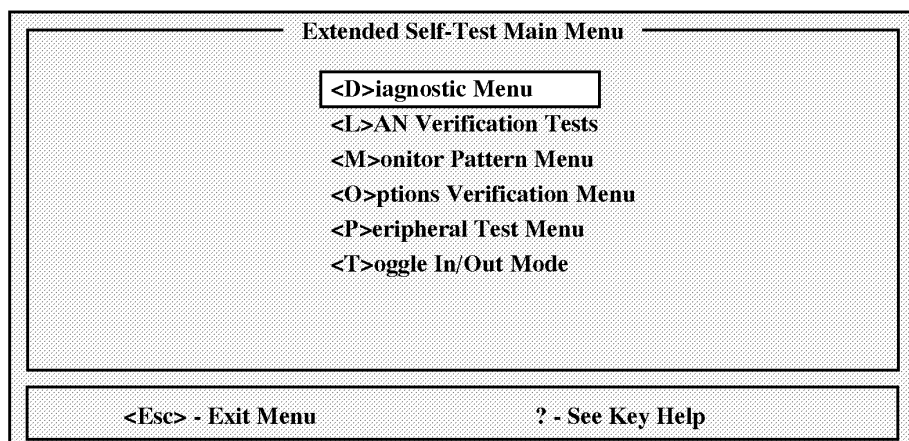 Extended Self-Test Main Menu
<D>iagnostic Menu
<L>AN Verification Tests
<M>onitor Pattern Menu
<O>ptions Verification Menu
<P>eripheral Test Menu
<T>oggle In/Out Mode
<Esc> - Exit Menu ? - See Key Help